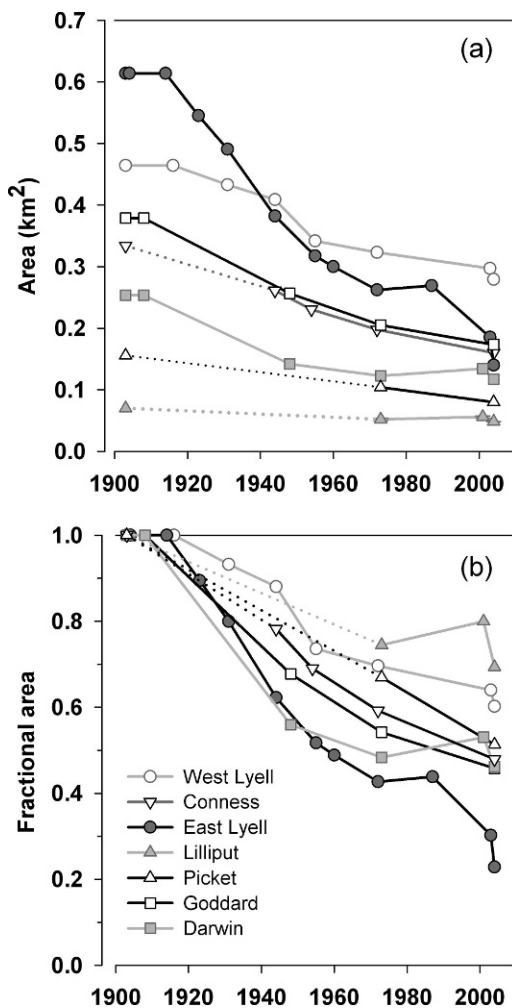 0.7
(a)
0.6
0.5
0.4
Area (km²)
0.3
0.2
0.1
0.0
1900 1920 1940 1960 1980 2000
1.0
(b)
0.8
0.6
Fractional area
0.4
0.2
0.0
West Lyell
Conness
East Lyell
Lilliput
Picket
Goddard
Darwin
1900 1920 1940 1960 1980 2000